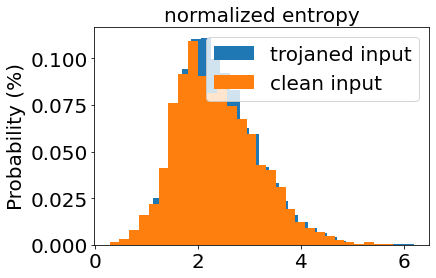 normalized entropy
Probability (%)
0.100
0.075
0.050
0.025
0.000
0
2
4
6
trojaned input
clean input